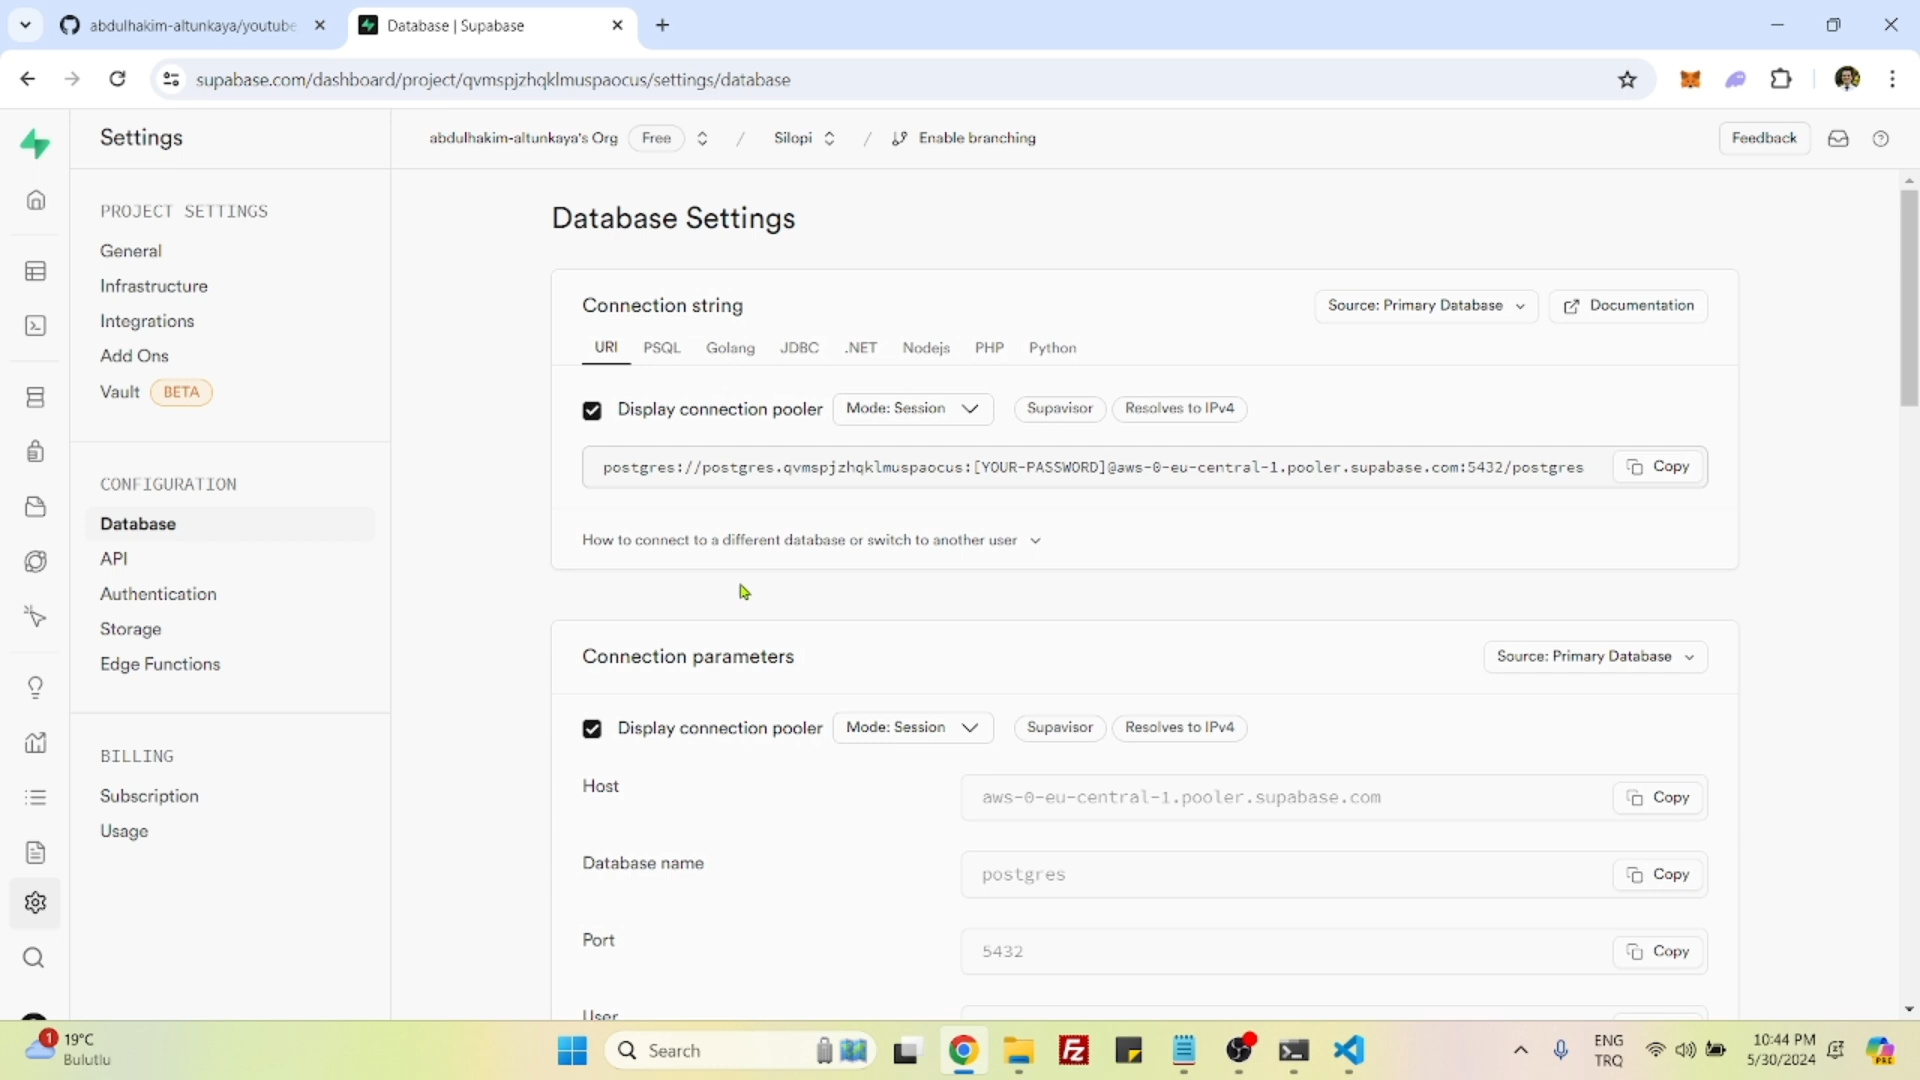 abdulhakim-altunkaya/youtube
Database | Supabase
supabase.com/dashboard/project/qvmspjzhqklmuspaocus/settings/database
Settings
abdulhakim-altunkaya's Org Free / Silopi / Enable branching
Feedback
PROJECT SETTINGS
General
Infrastructure
Integrations
Add Ons
Vault BETA
CONFIGURATION
Database
API
Authentication
Storage
Edge Functions
BILLING
Subscription
Usage
Database Settings
Connection string
Source: Primary Database
Documentation
URI PSQL Golang JDBC .NET Nodejs PHP Python
Display connection pooler Mode: Session Supavisor Resolves to IPv4
postgres://postgres.qvmspjzhqklmuspaocus:[YOUR-PASSWORD]@aws-0-eu-central-1.pooler.supabase.com:5432/postgres Copy
How to connect to a different database or switch to another user
Connection parameters
Source: Primary Database
Display connection pooler Mode: Session Supavisor Resolves to IPv4
Host
aws-0-eu-central-1.pooler.supabase.com Copy
Database name
postgres Copy
Port
5432 Copy
User
1
19°C
Bulutlu
Search
Fz
ENG
TRQ
10:44 PM
5/30/2024
PRE